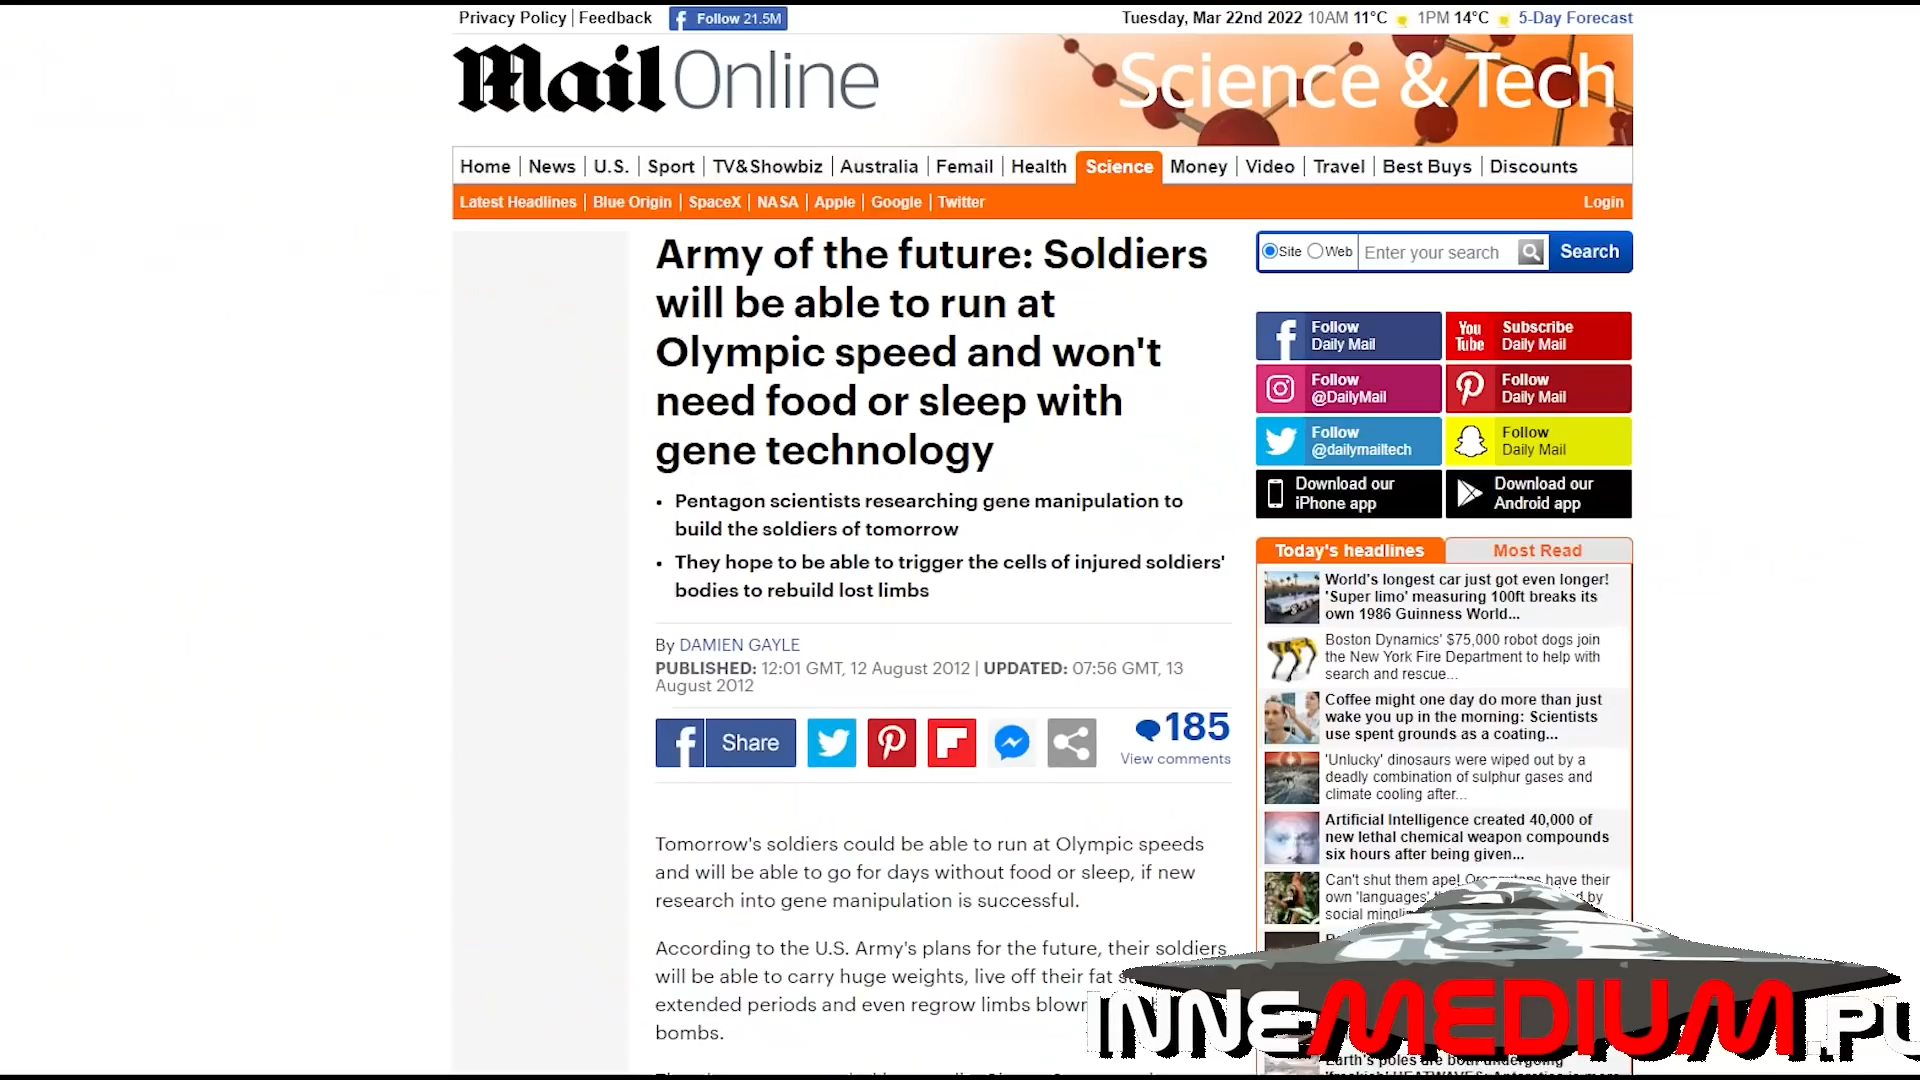 Privacy Policy | Feedback
Follow 21.5M
Tuesday, Mar 22nd 2022 10AM 11°C 1PM 14°C 5-Day Forecast
Mail Online
Science & Tech
Home | News | U.S. | Sport | TV&Showbiz | Australia | Femail | Health | Science | Money | Video | Travel | Best Buys | Discounts
Latest Headlines | Blue Origin | SpaceX | NASA | Apple | Google | Twitter
Login
Army of the future: Soldiers
will be able to run at
Olympic speed and won't
need food or sleep with
gene technology
• Pentagon scientists researching gene manipulation to
build the soldiers of tomorrow
• They hope to be able to trigger the cells of injured soldiers'
bodies to rebuild lost limbs
By DAMIEN GAYLE
PUBLISHED: 12:01 GMT, 12 August 2012 | UPDATED: 07:56 GMT, 13
August 2012
Share
185
View comments
Tomorrow's soldiers could be able to run at Olympic speeds
and will be able to go for days without food or sleep, if new
research into gene manipulation is successful.
According to the U.S. Army's plans for the future, their soldiers
will be able to carry huge weights, live off their fat
extended periods and even regrow limbs blown
bombs.
Site Web Enter your search Search
Follow
Daily Mail
You Tube
Subscribe
Daily Mail
Follow
@DailyMail
Follow
Daily Mail
Follow
@dailymailtech
Follow
Daily Mail
Download our
iPhone app
Download our
Android app
Today's headlines
Most Read
World's longest car just got even longer!
'Super limo' measuring 100ft breaks its
own 1986 Guinness World...
Boston Dynamics' $75,000 robot dogs join
the New York Fire Department to help with
search and rescue...
Coffee might one day do more than just
wake you up in the morning: Scientists
use spent grounds as a coating...
'Unlucky' dinosaurs were wiped out by a
deadly combination of sulphur gases and
climate cooling after...
Artificial Intelligence created 40,000 of
new lethal chemical weapon compounds
six hours after being given...
Can't shut them ape! have their
own 'languages' by
social
Earth's poles are both undergoing
INNEMEDIUM.PL